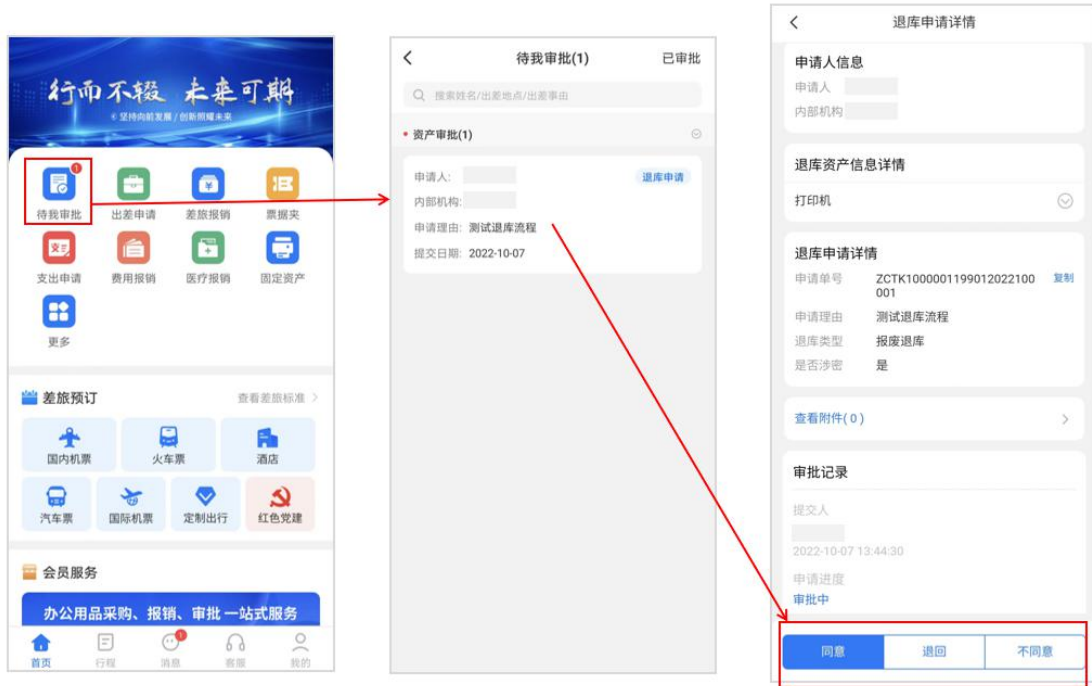 行而不辍 未来可期
坚持向前发展 / 创新照耀未来
1
待我审批 出差申请 差旅报销 票据夹
支出申请 费用报销 医疗报销 固定资产
更多
差旅预订 查看差旅标准 >
国内机票 火车票 酒店
汽车票 国际机票 定制出行 红色党建
会员服务
办公用品采购、报销、审批一站式服务
1
首页 行程 消息 客服 我的
待我审批(1) 已审批
搜索姓名/出差地点/出差事由
资产审批(1)
申请人: 退库申请
内部机构:
申请理由: 测试退库流程
提交日期: 2022-10-07
退库申请详情
申请人信息
申请人
内部机构
退库资产信息详情
打印机
退库申请详情
申请单号 ZCTK1000001199012022100 复制
001
申请理由 测试退库流程
退库类型 报废退库
是否涉密 是
查看附件(0) >
审批记录
提交人
2022-10-07 13:44:30
申请进度
审批中
同意 退回 不同意